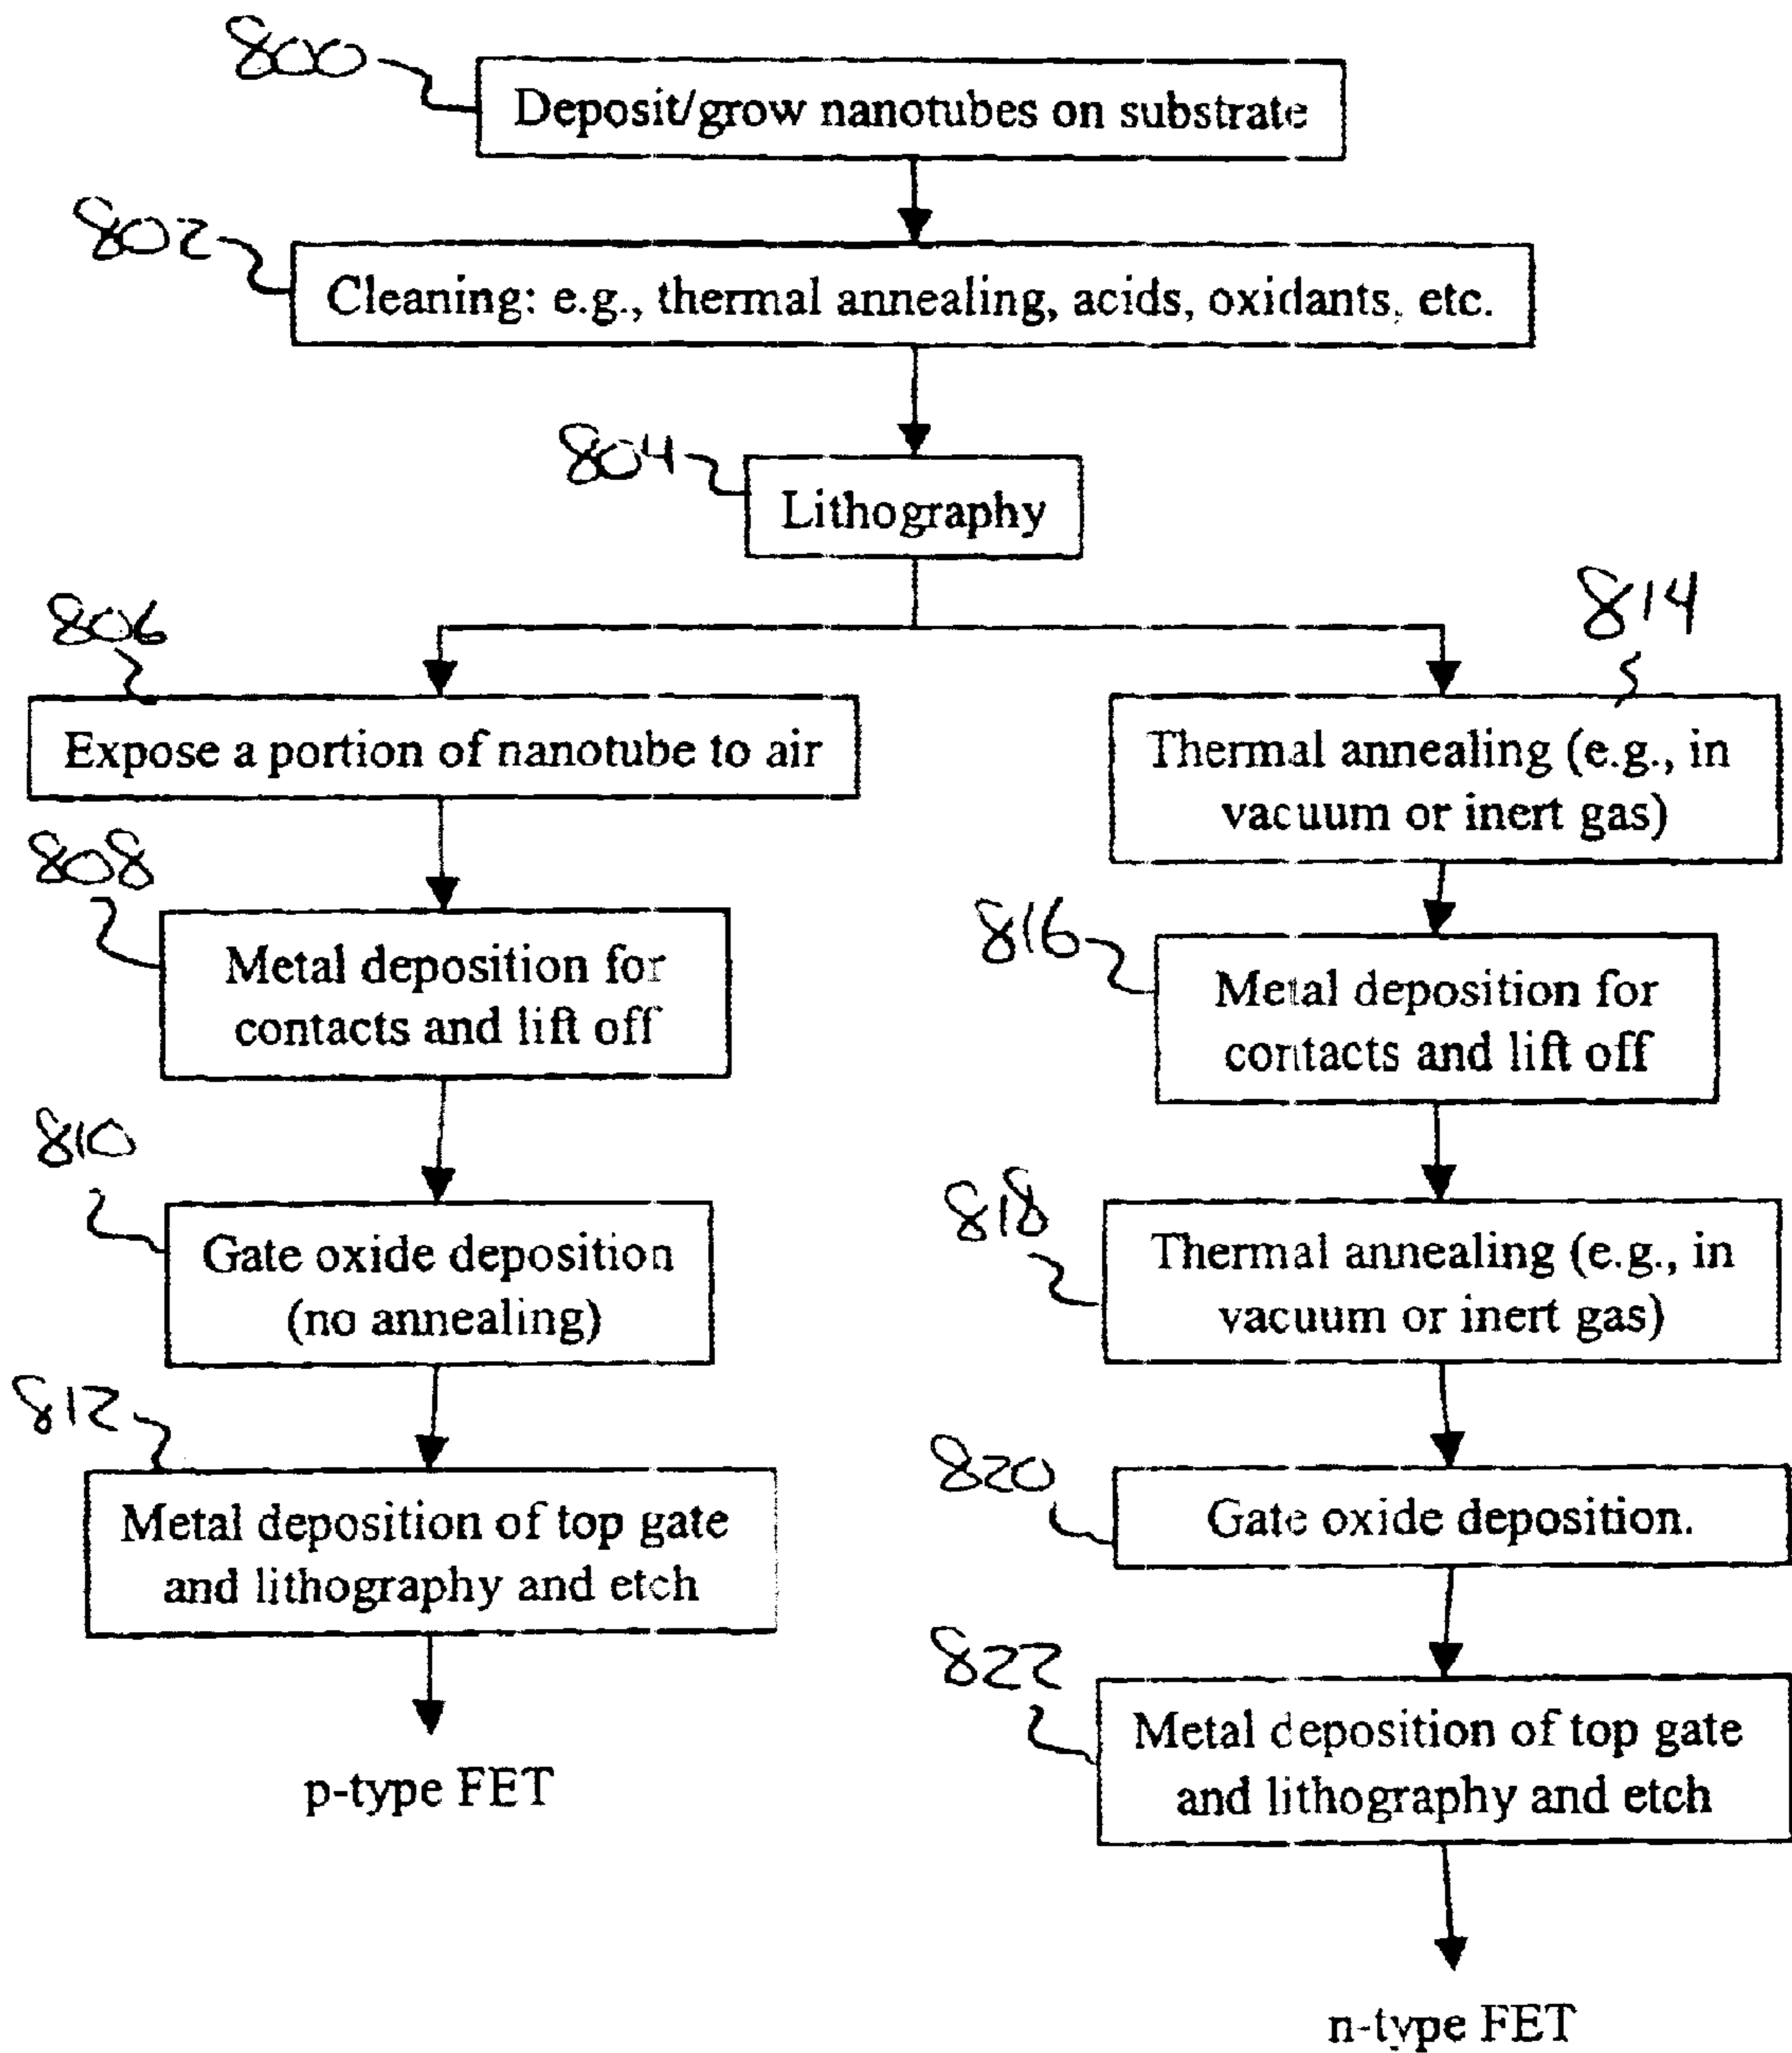 800
Deposit/grow nanotubes on substrate
802
Cleaning: e.g., thermal annealing, acids, oxidants, etc.
804
Lithography
806
Expose a portion of nanotube to air
808
Metal deposition for
contacts and lift off
810
Gate oxide deposition
(no annealing)
812
Metal deposition of top gate
and lithography and etch
p-type FET
814
Thermal annealing (e.g., in
vacuum or inert gas)
816
Metal deposition for
contacts and lift off
818
Thermal annealing (e.g., in
vacuum or inert gas)
820
Gate oxide deposition.
822
Metal deposition of top gate
and lithography and etch
n-type FET